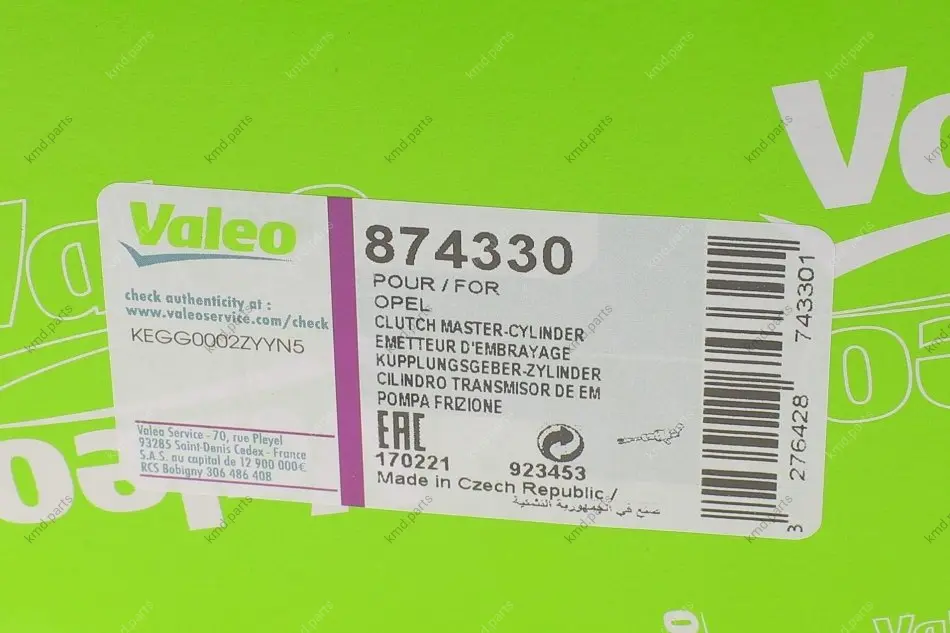 Valeo
check authenticity at :
www.valeoservice.com/check
KEGG0002ZYYN5
Valeo Service - 70, rue Pleyel
93285 Saint-Denis Cedex - France
S.A.S. au capital de 12 900 000€
RCS Bobigny 306 486 408
874330
POUR / FOR
OPEL
CLUTCH MASTER-CYLINDER
EMETTEUR D'EMBRAYAGE
KUPPLUNGSGEBER-ZYLINDER
CILINDRO TRANSMISOR DE EM
POMPA FRIZIONE
EAC
170221
923453
Made in Czech Republic /
صنع في الجمهورية التشيكية
3 276428 743301
kmd.parts